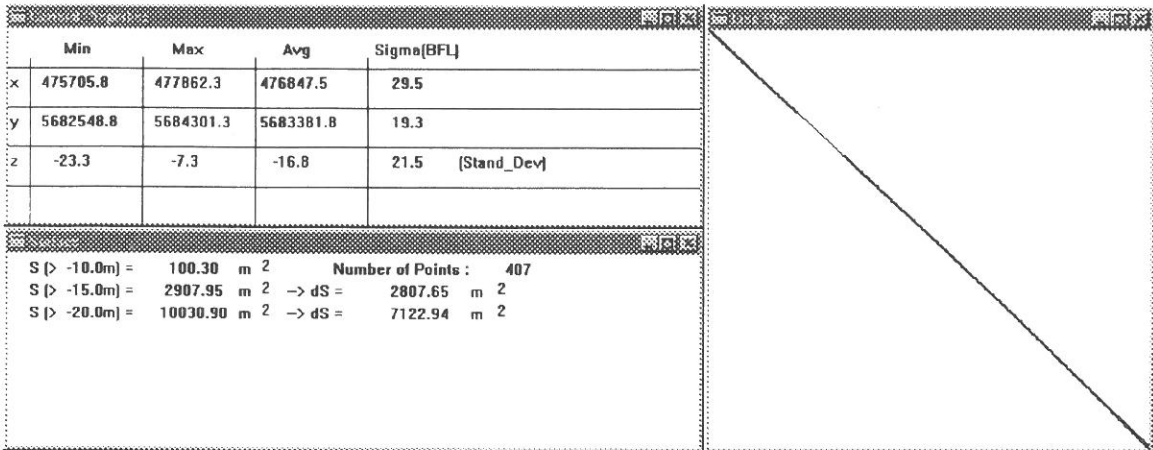 Min Max Avg Sigma(BFL)
x 475705.8 477862.3 476847.5 29.5
y 5682548.8 5684301.3 5683381.8 19.3
z -23.3 -7.3 -16.8 21.5 (Stand_Dev)
S (> -10.0m) = 100.30 m 2 Number of Points : 407
S (> -15.0m) = 2907.95 m 2 -> dS = 2807.65 m 2
S (> -20.0m) = 10030.90 m 2 -> dS = 7122.94 m 2